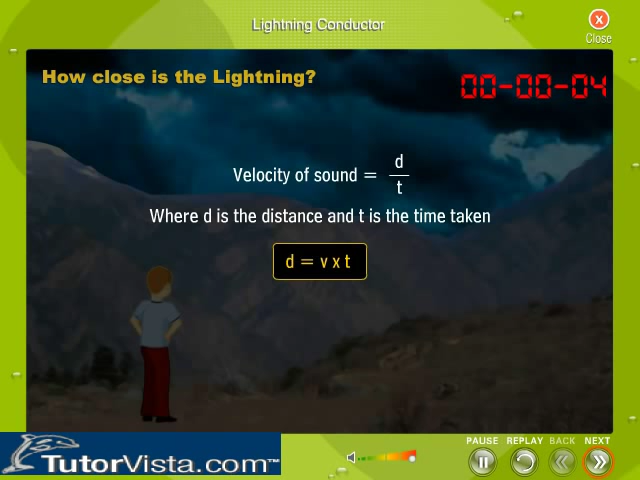 Lightning Conductor
Close
How close is the Lightning?
00-00-04
Velocity of sound = d/t
Where d is the distance and t is the time taken
d = v x t
PAUSE REPLAY BACK NEXT
TutorVista.com™